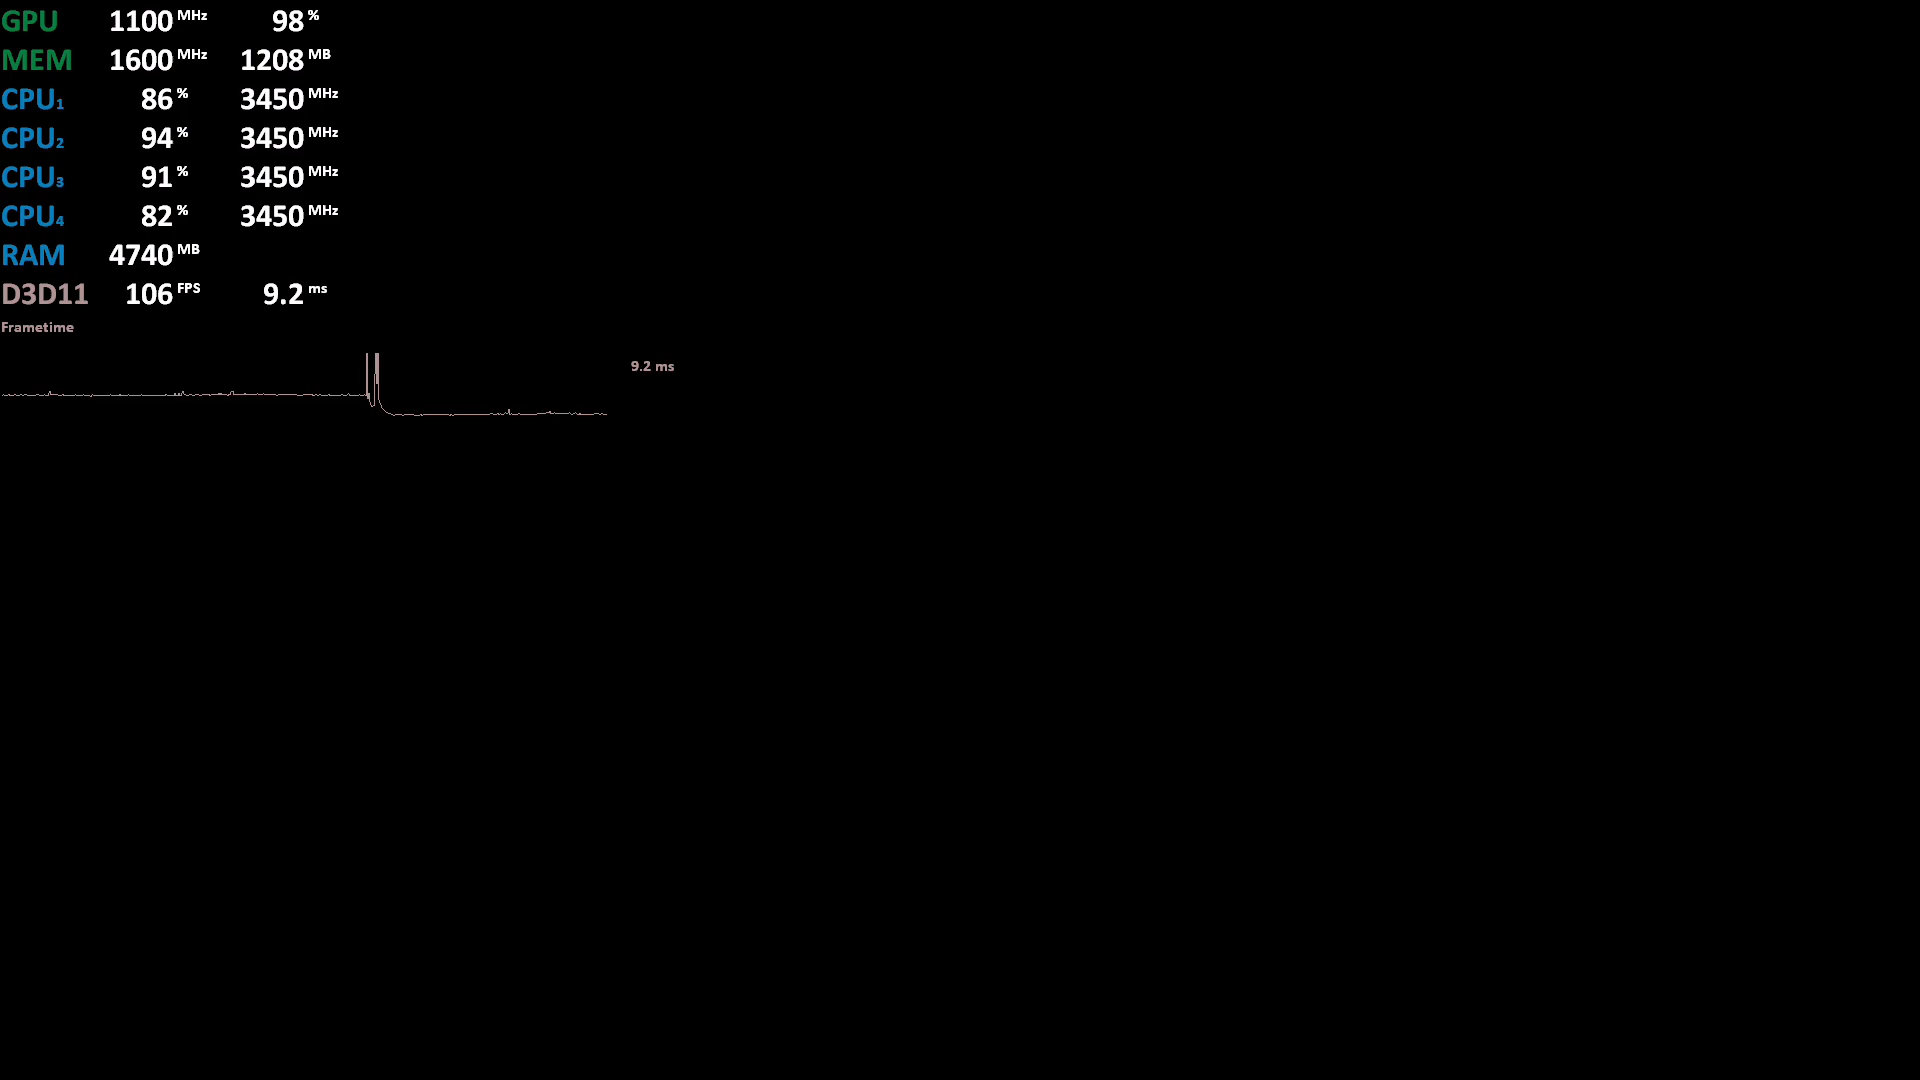 GPU 1100 MHz 98 %
MEM 1600 MHz 1208 MB
CPU1 86 % 3450 MHz
CPU2 94 % 3450 MHz
CPU3 91 % 3450 MHz
CPU4 82 % 3450 MHz
RAM 4740 MB
D3D11 106 FPS 9.2 ms
Frametime
9.2 ms